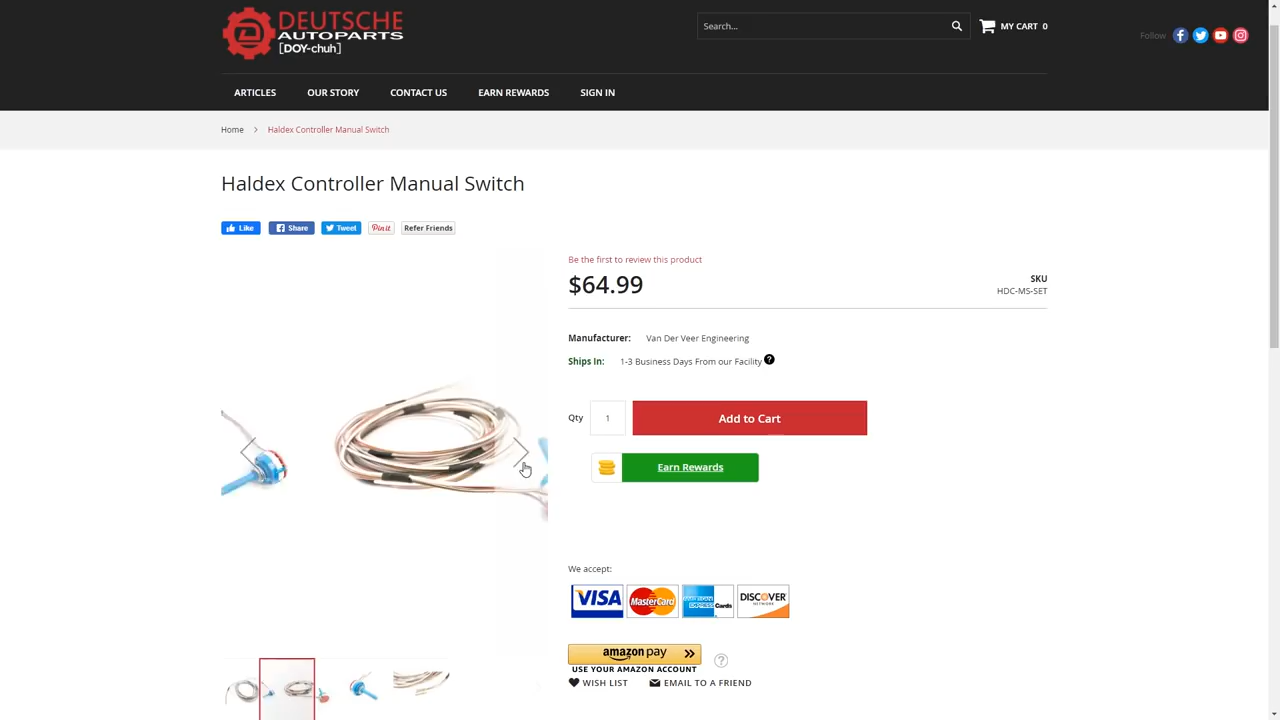 DEUTSCHE
AUTOPARTS
[DOY-chuh]
Search...
MY CART 0
Follow
ARTICLES OUR STORY CONTACT US EARN REWARDS SIGN IN
Home > Haldex Controller Manual Switch
Haldex Controller Manual Switch
Like Share Tweet Pin it Refer Friends
Be the first to review this product
$64.99
SKU
HDC-MS-SET
Manufacturer: Van Der Veer Engineering
Ships In: 1-3 Business Days From our Facility ?
Qty 1 Add to Cart
Earn Rewards
We accept:
VISA MasterCard AMERICAN EXPRESS Cards DISCOVER NETWORK
amazon pay
?
USE YOUR AMAZON ACCOUNT
WISH LIST EMAIL TO A FRIEND